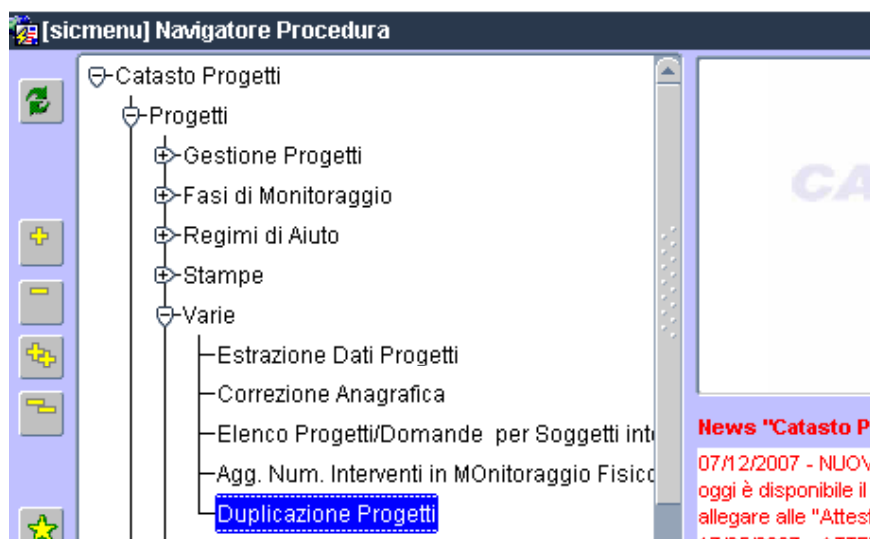 [sicmenu] Navigatore Procedura
Catasto Progetti
Progetti
Gestione Progetti
Fasi di Monitoraggio
Regimi di Aiuto
Stampe
Varie
Estrazione Dati Progetti
Correzione Anagrafica
Elenco Progetti/Domande per Soggetti
Agg. Num. Interventi in MOnitoraggio Fisico
Duplicazione Progetti
CA
News "Catasto P
07/12/2007 - NUOV
oggi è disponibile il
allegare alle "Attest